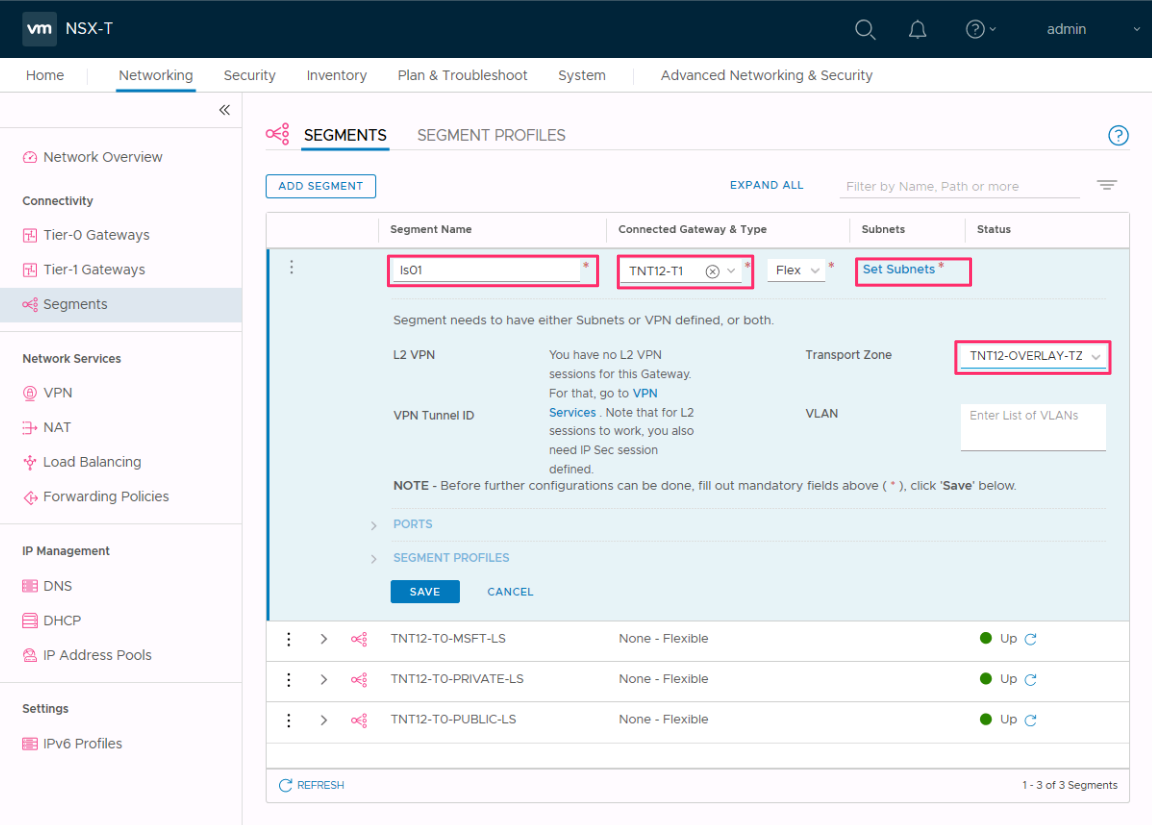 vm NSX-T admin
Home Networking Security Inventory Plan & Troubleshoot System Advanced Networking & Security
Network Overview
Connectivity
Tier-0 Gateways
Tier-1 Gateways
Segments
Network Services
VPN
NAT
Load Balancing
Forwarding Policies
IP Management
DNS
DHCP
IP Address Pools
Settings
IPv6 Profiles
SEGMENTS SEGMENT PROFILES
ADD SEGMENT EXPAND ALL Filter by Name, Path or more
Segment Name Connected Gateway & Type Subnets Status
ls01 * TNT12-T1 * Flex * Set Subnets *
Segment needs to have either Subnets or VPN defined, or both.
L2 VPN
You have no L2 VPN
sessions for this Gateway.
For that, go to VPN
Services . Note that for L2
sessions to work, you also
need IP Sec session
defined.
Transport Zone TNT12-OVERLAY-TZ
VPN Tunnel ID
VLAN Enter List of VLANs
NOTE - Before further configurations can be done, fill out mandatory fields above ( * ), click 'Save' below.
PORTS
SEGMENT PROFILES
SAVE CANCEL
TNT12-T0-MSFT-LS None - Flexible Up
TNT12-T0-PRIVATE-LS None - Flexible Up
TNT12-T0-PUBLIC-LS None - Flexible Up
REFRESH 1 - 3 of 3 Segments